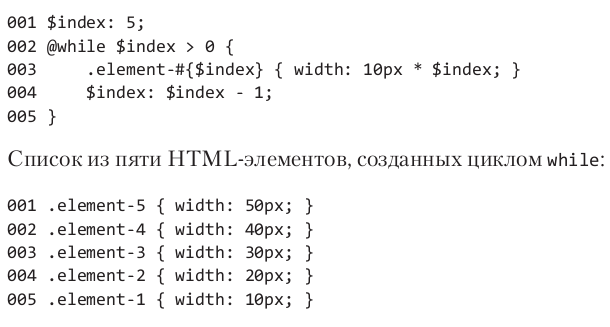 001 $index: 5;
002 @while $index > 0 {
003     .element-#{$index} { width: 10px * $index; }
004     $index: $index - 1;
005 }
Список из пяти HTML-элементов, созданных циклом while:
001 .element-5 { width: 50px; }
002 .element-4 { width: 40px; }
003 .element-3 { width: 30px; }
004 .element-2 { width: 20px; }
005 .element-1 { width: 10px; }